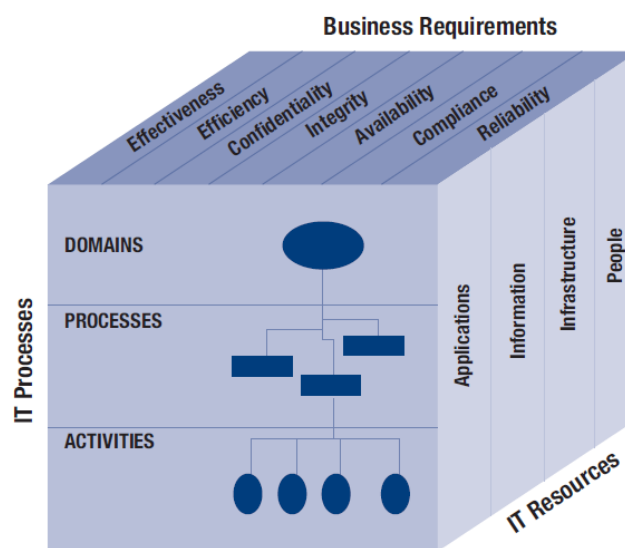 Business Requirements
Effectiveness
Efficiency
Confidentiality
Integrity
Availability
Compliance
Reliability
IT Processes
DOMAINS
PROCESSES
ACTIVITIES
Applications
Information
Infrastructure
People
IT Resources